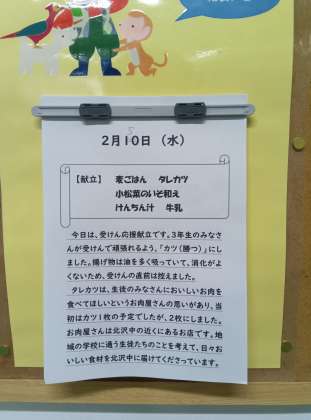 2月10日（水）
5
【献立】 麦ごはん タレカツ
小松菜のいそ和え
けんちん汁 牛乳
今日は、受けん応援献立です。3年生のみなさ
んが受けんで頑張れるよう、「カツ（勝つ）」にし
ました。揚げ物は油を多く吸っていて、消化がよ
くないため、受けんの直前は控えました。
タレカツは、生徒のみなさんにおいしいお肉を
食べてほしいというお肉屋さんの思いがあり、当
初はカツ1枚の予定でしたが、2枚にしました。
お肉屋さんは北沢中の近くにあるお店です。地
域の学校に通う生徒たちのことを考えて、日々お
いしい食材を北沢中に届けてくださっています。